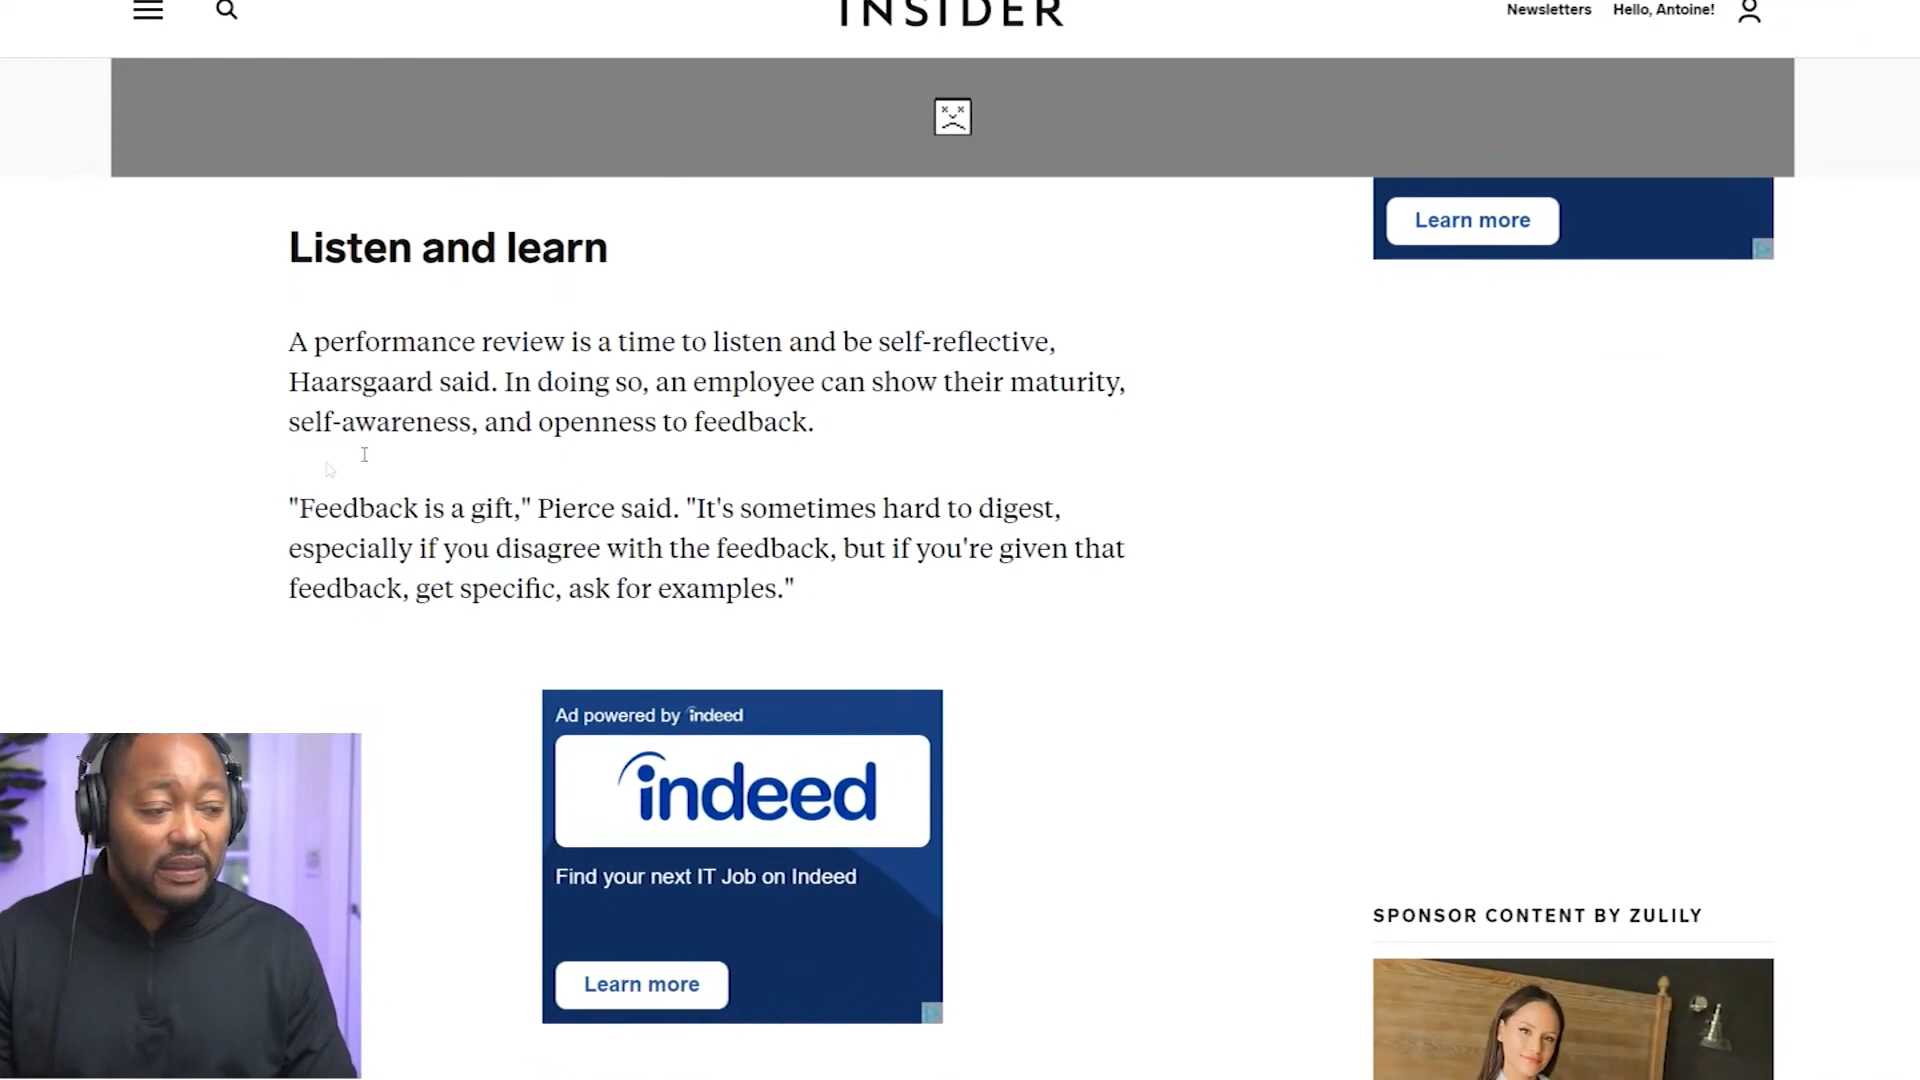 INSIDER
Newsletters
Hello, Antoine!
Learn more
Listen and learn
A performance review is a time to listen and be self-reflective,
Haarsgaard said. In doing so, an employee can show their maturity,
self-awareness, and openness to feedback.
"Feedback is a gift," Pierce said. "It's sometimes hard to digest,
especially if you disagree with the feedback, but if you're given that
feedback, get specific, ask for examples."
Ad powered by indeed
indeed
Find your next IT Job on Indeed
Learn more
SPONSOR CONTENT BY ZULILY